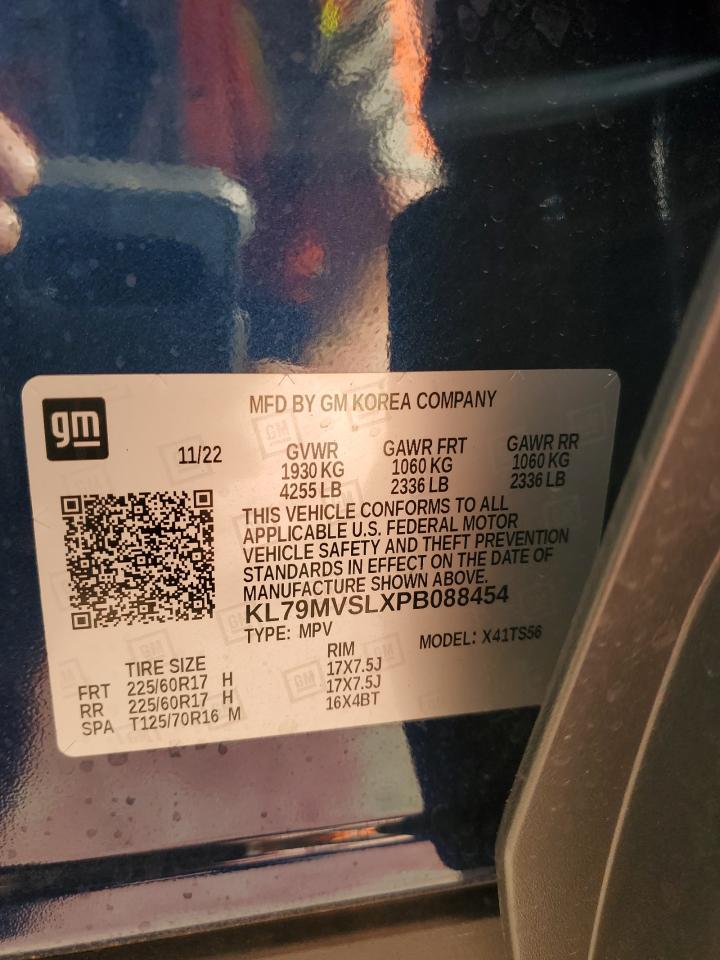 gm
MFD BY GM KOREA COMPANY
11/22 GVWR GAWR FRT GAWR RR
1930 KG 1060 KG 1060 KG
4255 LB 2336 LB 2336 LB
THIS VEHICLE CONFORMS TO ALL
APPLICABLE U.S. FEDERAL MOTOR
VEHICLE SAFETY AND THEFT PREVENTION
STANDARDS IN EFFECT ON THE DATE OF
MANUFACTURE SHOWN ABOVE.
KL79MVSLXPB088454
TYPE: MPV MODEL: X41TS56
TIRE SIZE RIM
FRT 225/60R17 H 17X7.5J
RR 225/60R17 H 17X7.5J
SPA T125/70R16 M 16X4BT